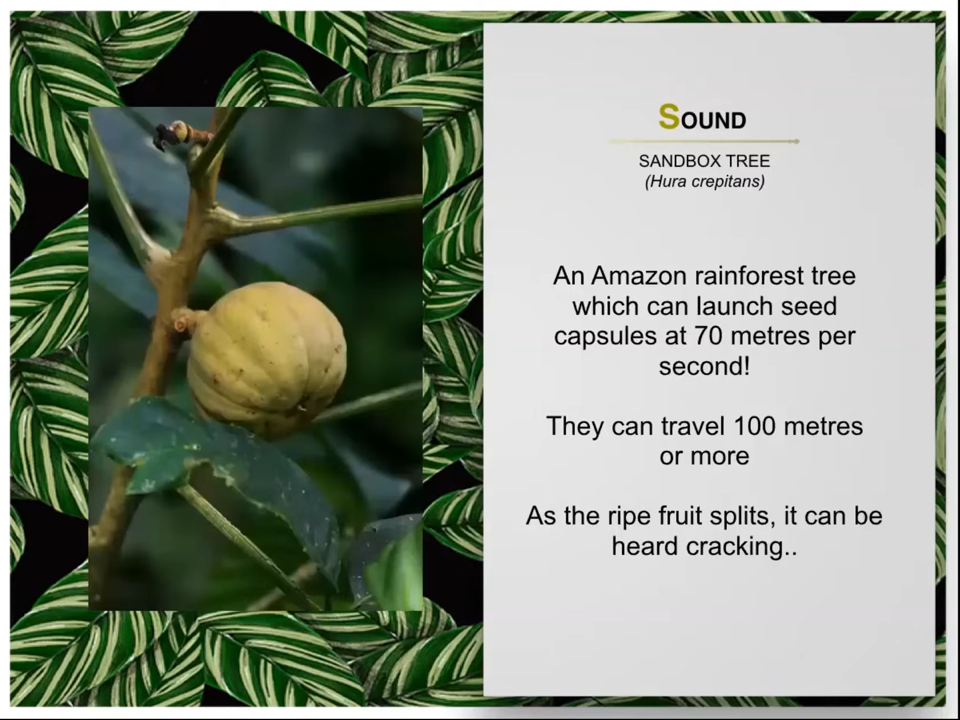 SOUND
SANDBOX TREE
(Hura crepitans)
An Amazon rainforest tree
which can launch seed
capsules at 70 metres per
second!
They can travel 100 metres
or more
As the ripe fruit splits, it can be
heard cracking..